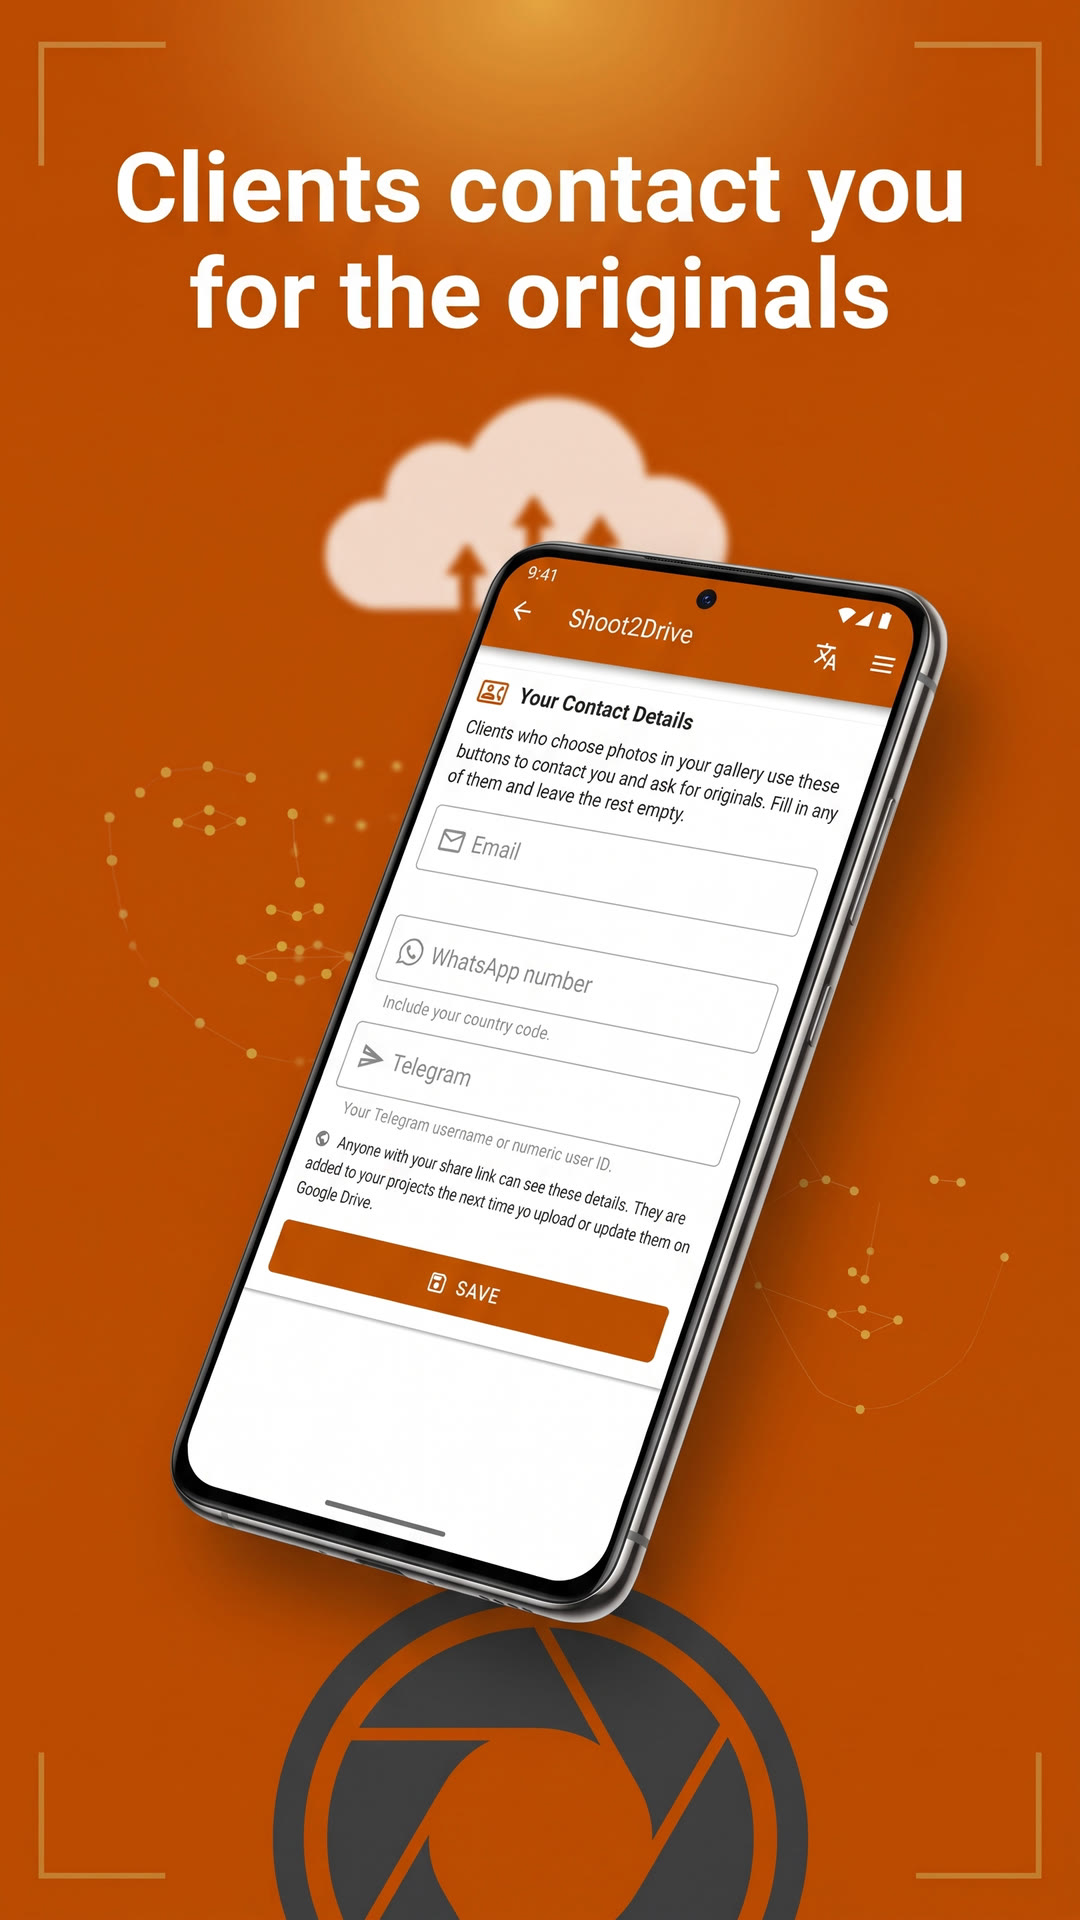 Clients contact you
for the originals
9:41
Shoot2Drive
Your Contact Details
Clients who choose photos in your gallery use these
buttons to contact you and ask for originals. Fill in any
of them and leave the rest empty.
Email
WhatsApp number
Include your country code.
Telegram
Your Telegram username or numeric user ID.
Anyone with your share link can see these details. They are
added to your projects the next time yo upload or update them on
Google Drive.
SAVE